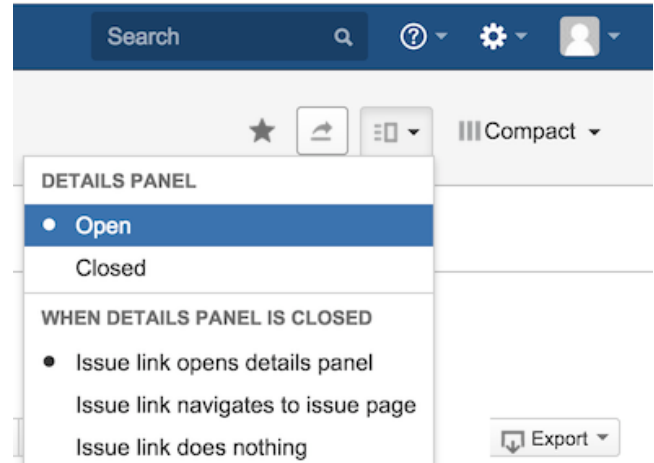 Search
Compact
DETAILS PANEL
Open
Closed
WHEN DETAILS PANEL IS CLOSED
Issue link opens details panel
Issue link navigates to issue page
Issue link does nothing
Export